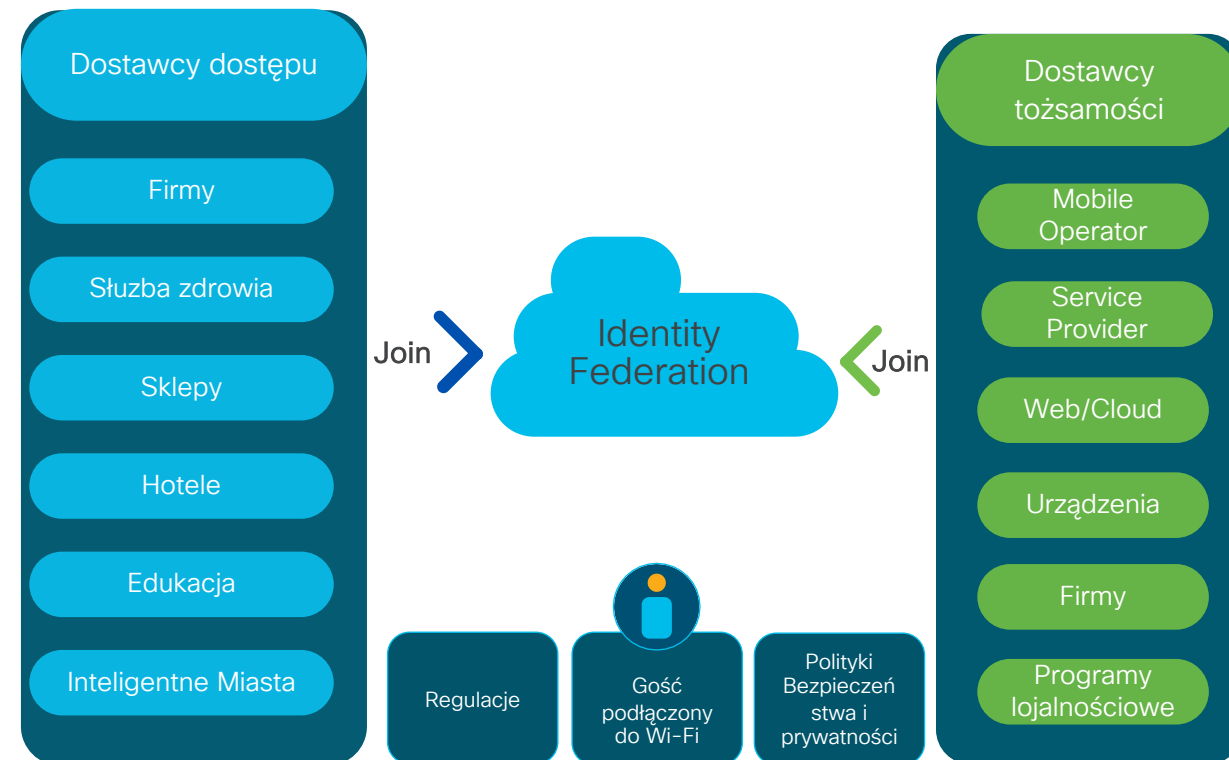 Dostawcy dostępu
Firmy
Słuzba zdrowia
Sklepy
Hotele
Edukacja
Inteligentne Miasta
Join
Identity
Federation
Join
Regulacje
Gość
podłączony
do Wi-Fi
Polityki
Bezpieczeń
stwa i
prywatności
Dostawcy
tożsamości
Mobile
Operator
Service
Provider
Web/Cloud
Urządzenia
Firmy
Programy
lojalnościowe